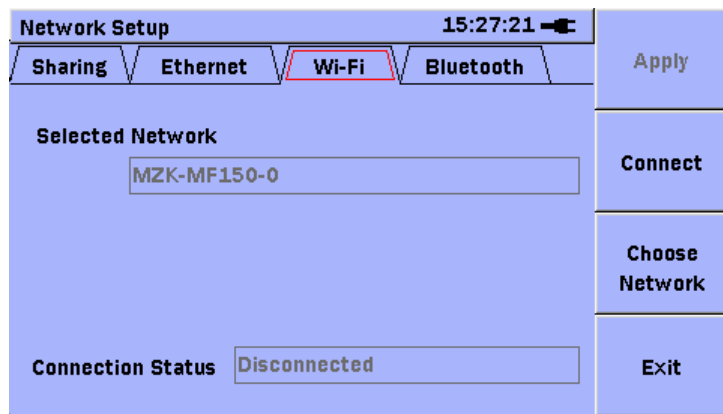 Network Setup 15:27:21
Sharing Ethernet Wi-Fi Bluetooth
Apply
Selected Network
MZK-MF150-0
Connect
Choose
Network
Connection Status Disconnected
Exit